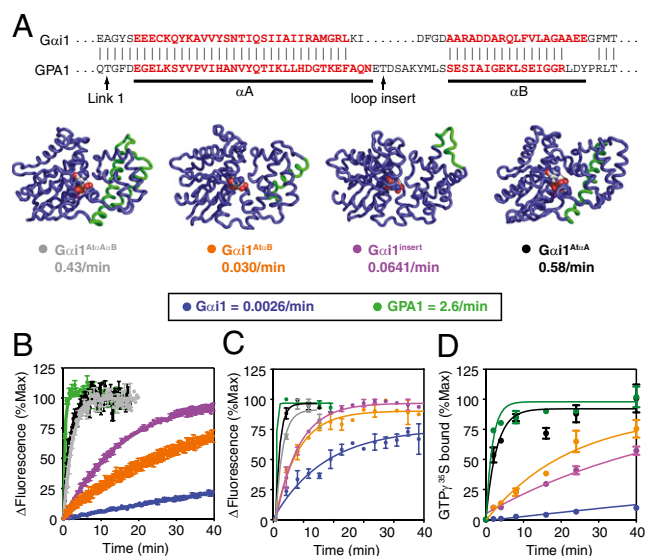 A
Gαi1 ...EAGYSEEECKQYKAVVYSNTIQSIIAIIRAMGRLKI.....DFGDAARADDARQLFVLAGAAEEGFMT...
GPA1 ...QTGFDEGELKSYVPVIHANVYQTIKLLHDGTKEFAQNETDSAKYMLSSESIAIGEKLSEIGGRLDYPRLT...
Link 1 αA loop insert αB
Gαi1AtαAαB Gαi1AtαB Gαi1insert Gαi1AtαA
0.43/min 0.030/min 0.0641/min 0.58/min
Gαi1 = 0.0026/min GPA1 = 2.6/min
B C D
ΔFluorescence (%Max)
125
100
75
50
25
0
0 10 20 30 40
Time (min)
ΔFluorescence (%Max)
125
100
75
50
25
0
0 10 20 30 40
Time (min)
GTPγ35S bound (%Max)
125
100
75
50
25
0
0 10 20 30 40
Time (min)